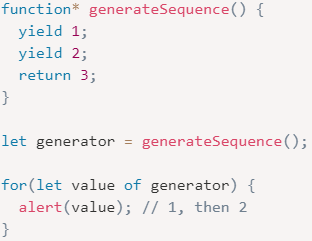 function* generateSequence() {
  yield 1;
  yield 2;
  return 3;
}

let generator = generateSequence();

for(let value of generator) {
  alert(value); // 1, then 2
}